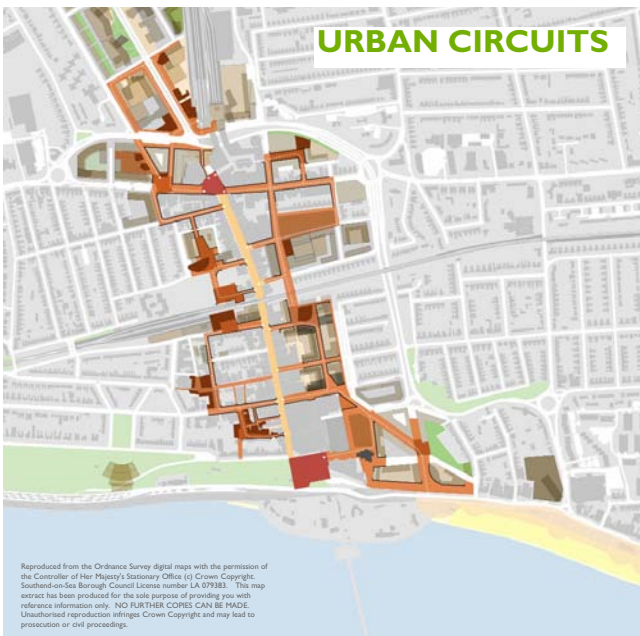 URBAN CIRCUITS
Reproduced from the Ordnance Survey digital maps with the permission of
the Controller of Her Majesty's Stationary Office (c) Crown Copyright.
Southend-on-Sea Borough Council License number LA 079383. This map
extract has been produced for the sole purpose of providing you with
reference information only. NO FURTHER COPIES CAN BE MADE.
Unauthorised reproduction infringes Crown Copyright and may lead to
prosecution or civil proceedings.